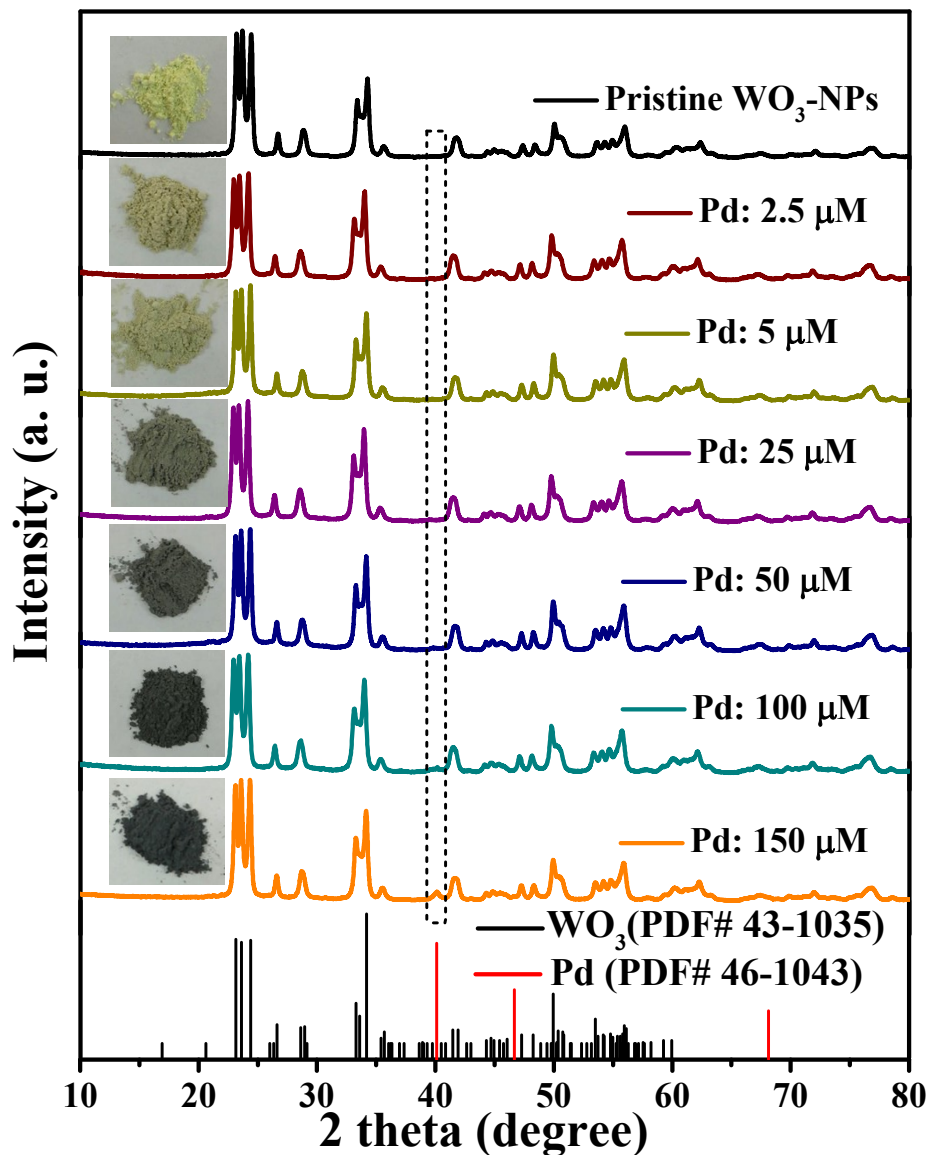 Pristine WO₃-NPs
Pd: 2.5 μM
Pd: 5 μM
Pd: 25 μM
Pd: 50 μM
Pd: 100 μM
Pd: 150 μM
WO₃(PDF# 43-1035)
Pd (PDF# 46-1043)
Intensity (a. u.)
10 20 30 40 50 60 70 80
2 theta (degree)